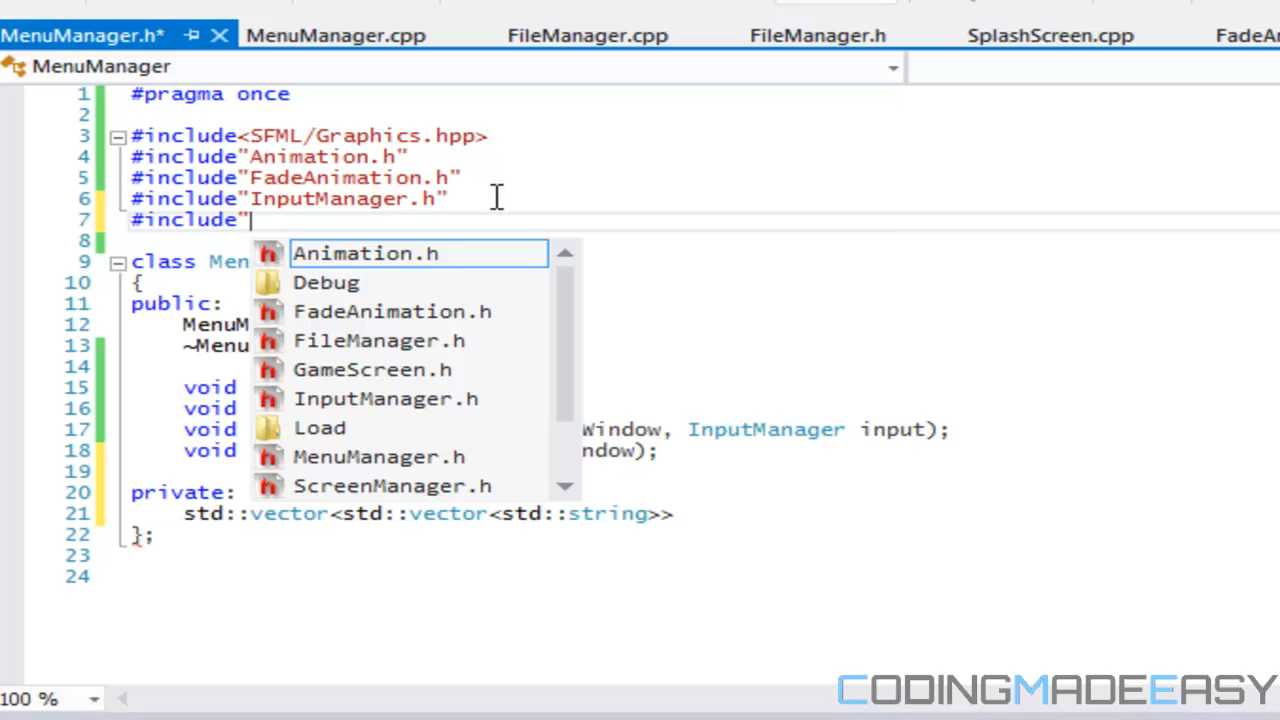 MenuManager.h* MenuManager.cpp FileManager.cpp FileManager.h SplashScreen.cpp FadeAn
MenuManager
1 #pragma once
2
3 #include<SFML/Graphics.hpp>
4 #include"Animation.h"
5 #include"FadeAnimation.h"
6 #include"InputManager.h"
7 #include"
8
Animation.h
9 class Men
10 {
Debug
11 public:
FadeAnimation.h
12 MenuM
13 ~Menu
FileManager.h
14
GameScreen.h
15 void
InputManager.h
16 void
17 void Window, InputManager input);
Load
18 void ndow);
MenuManager.h
19
20 private:
ScreenManager.h
21 std::vector<std::vector<std::string>>
22 };
23
24
100 %
CODINGMADEEASY